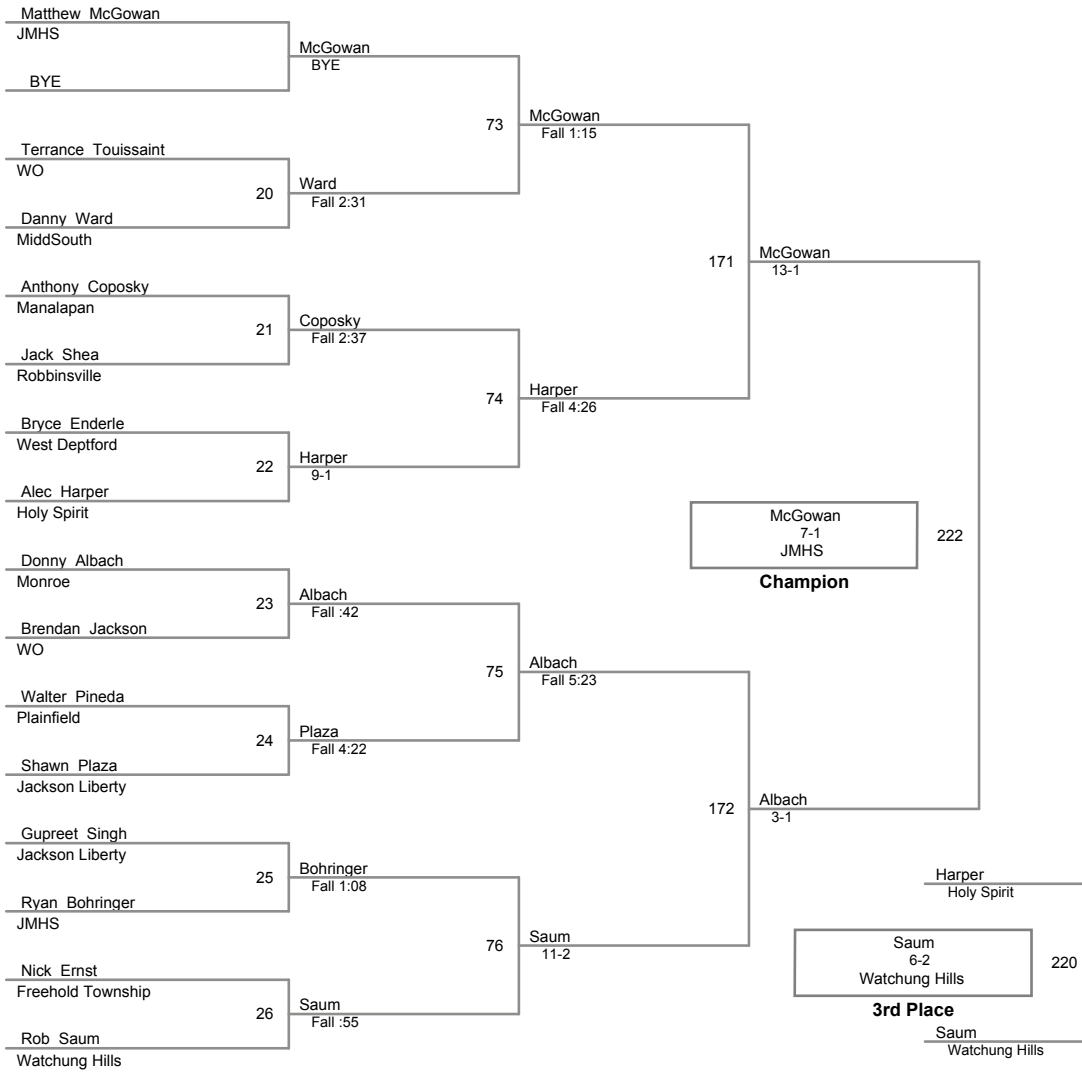 Matthew McGowan
JMHS
BYE
Terrance Touissaint
WO
Danny Ward
MiddSouth
Anthony Coposky
Manalapan
Jack Shea
Robbinsville
Bryce Enderle
West Deptford
Alec Harper
Holy Spirit
Donny Albach
Monroe
Brendan Jackson
WO
Walter Pineda
Plainfield
Shawn Plaza
Jackson Liberty
Gupreet Singh
Jackson Liberty
Ryan Bohringer
JMHS
Nick Ernst
Freehold Township
Rob Saum
Watchung Hills
20
21
22
23
24
25
26
McGowan
BYE
Ward
Fall 2:31
Coposky
Fall 2:37
Harper
9-1
Albach
Fall :42
Plaza
Fall 4:22
Bohringer
Fall 1:08
Saum
Fall :55
73
74
75
76
McGowan
Fall 1:15
Harper
Fall 4:26
Albach
Fall 5:23
Saum
11-2
171
172
McGowan
13-1
Albach
3-1
McGowan
7-1
JMHS
Champion
222
Harper
Holy Spirit
Saum
6-2
Watchung Hills
220
3rd Place
Saum
Watchung Hills